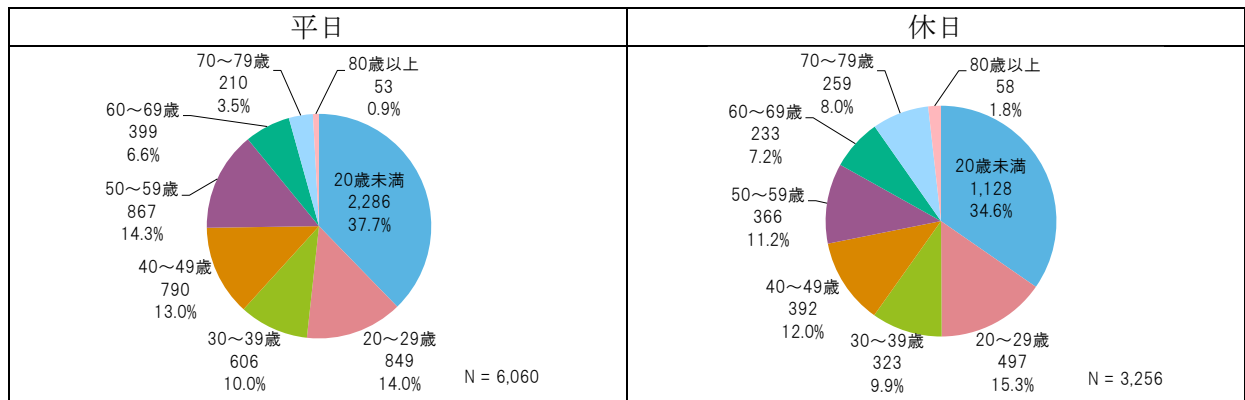 平日
70～79歳
210
3.5%
80歳以上
53
0.9%
60～69歳
399
6.6%
20歳未満
2,286
37.7%
50～59歳
867
14.3%
40～49歳
790
13.0%
30～39歳
606
10.0%
20～29歳
849
14.0%
N = 6,060
休日
70～79歳
259
8.0%
80歳以上
58
1.8%
60～69歳
233
7.2%
20歳未満
1,128
34.6%
50～59歳
366
11.2%
40～49歳
392
12.0%
30～39歳
323
9.9%
20～29歳
497
15.3%
N = 3,256